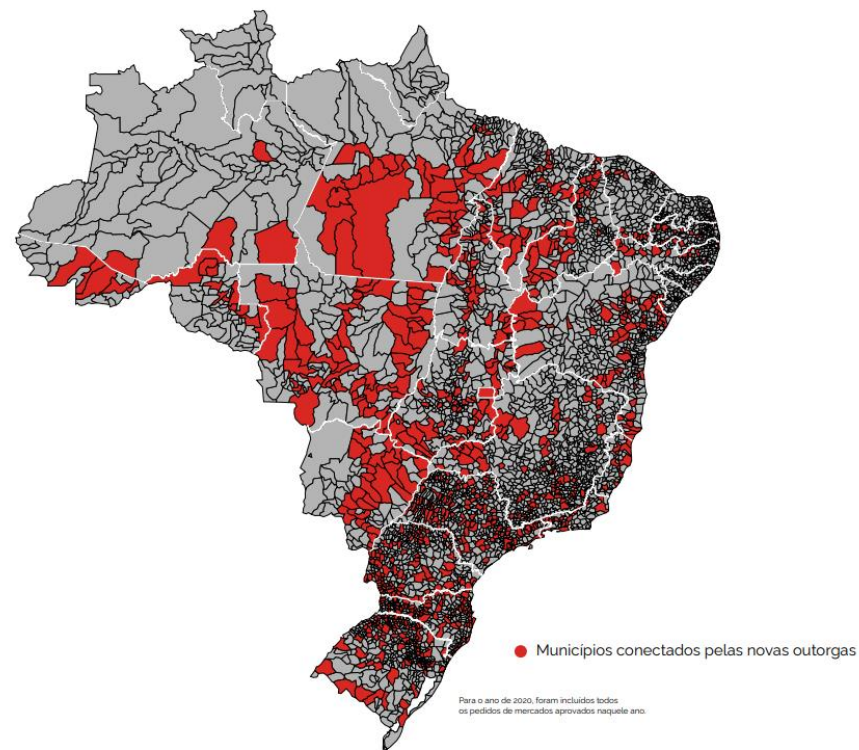 Municípios conectados pelas novas outorgas
Para o ano de 2020, foram incluídos todos
os pedidos de mercados aprovados naquele ano.